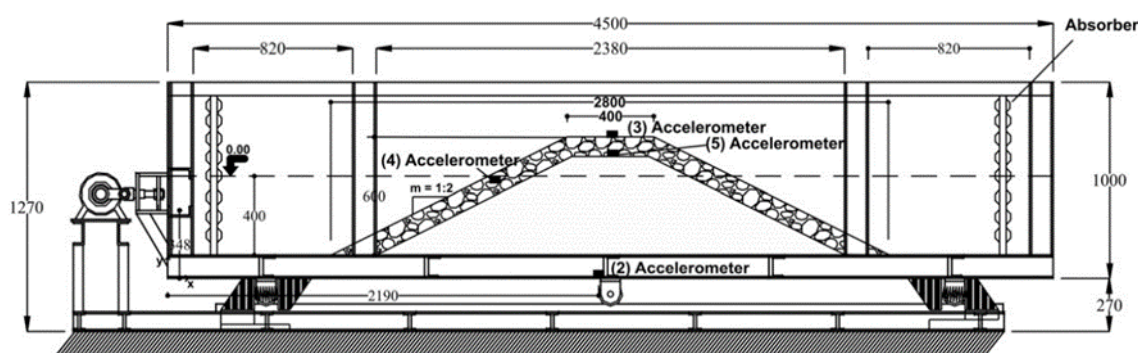 4500
Absorber
820
2380
820
2800
400
(3) Accelerometer
(5) Accelerometer
0.00
(4) Accelerometer
m = 1:2
600
1270
400
1000
348
y
x
(2) Accelerometer
2190
270